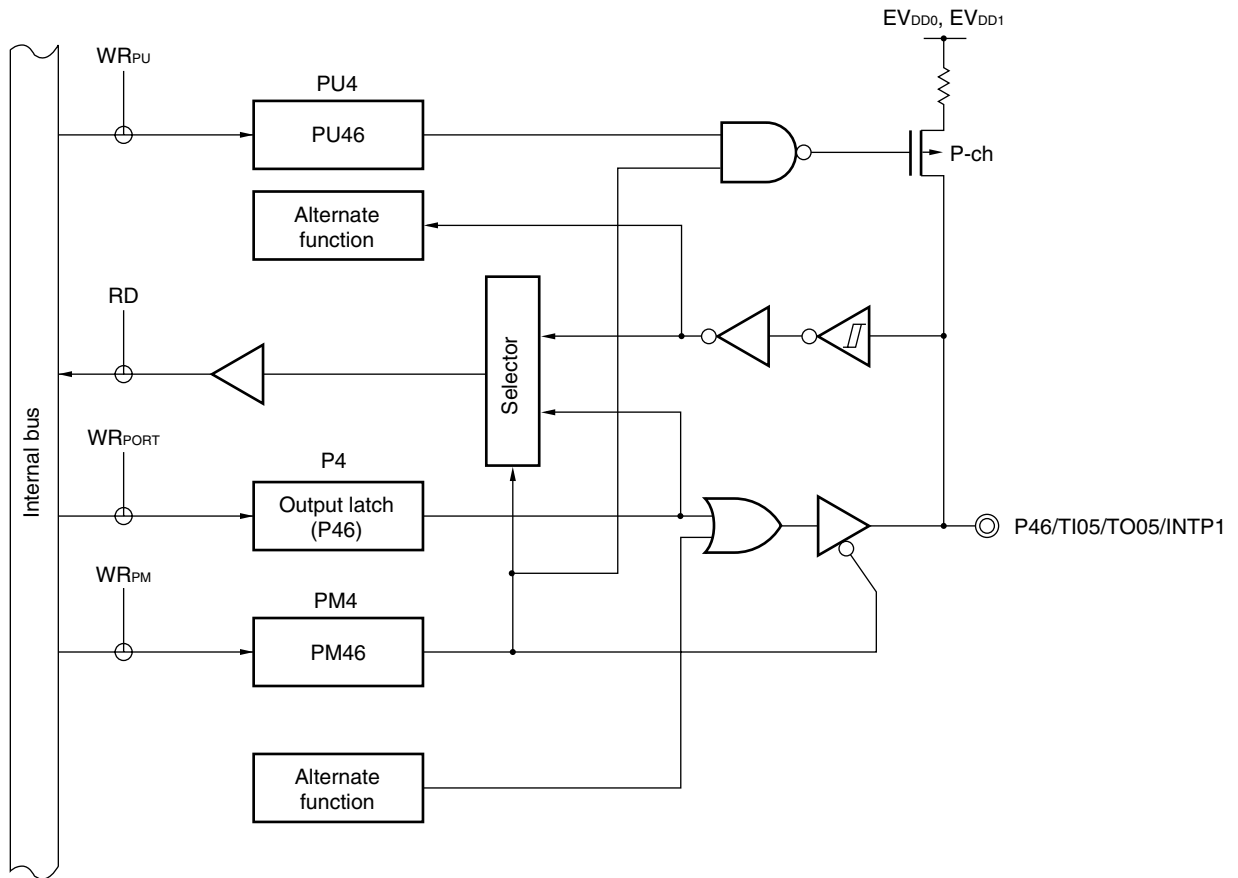 EVDD0, EVDD1
WRPU
PU4
PU46
P-ch
Alternate
function
RD
Selector
Internal bus
WRPORT
P4
Output latch
(P46)
P46/TI05/TO05/INTP1
WRPM
PM4
PM46
Alternate
function